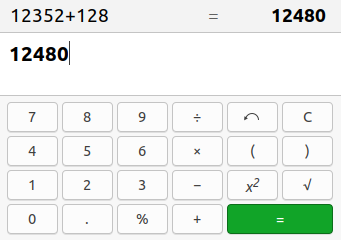 12352+128 = 12480
12480
7 8 9 ÷ C
4 5 6 × ( )
1 2 3 − x² √
0 . % + =